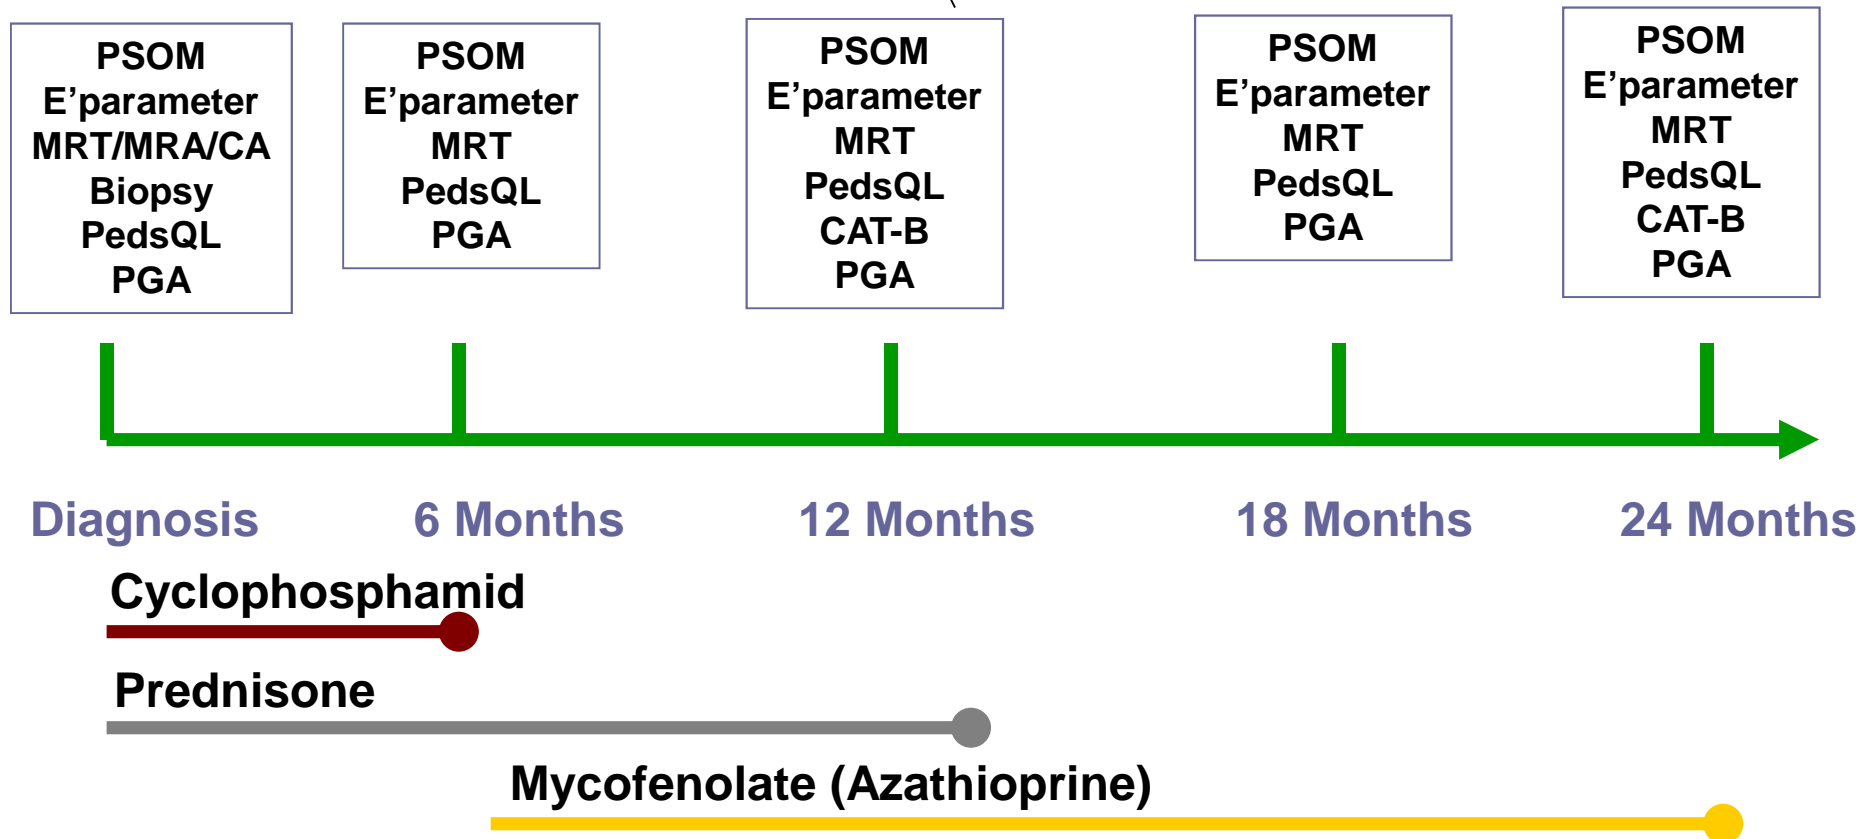 PSOM
E’parameter
MRT/MRA/CA
Biopsy
PedsQL
PGA
PSOM
E’parameter
MRT
PedsQL
PGA
PSOM
E’parameter
MRT
PedsQL
CAT-B
PGA
PSOM
E’parameter
MRT
PedsQL
PGA
PSOM
E’parameter
MRT
PedsQL
CAT-B
PGA
Diagnosis
6 Months
12 Months
18 Months
24 Months
Cyclophosphamid
Prednisone
Mycofenolate (Azathioprine)